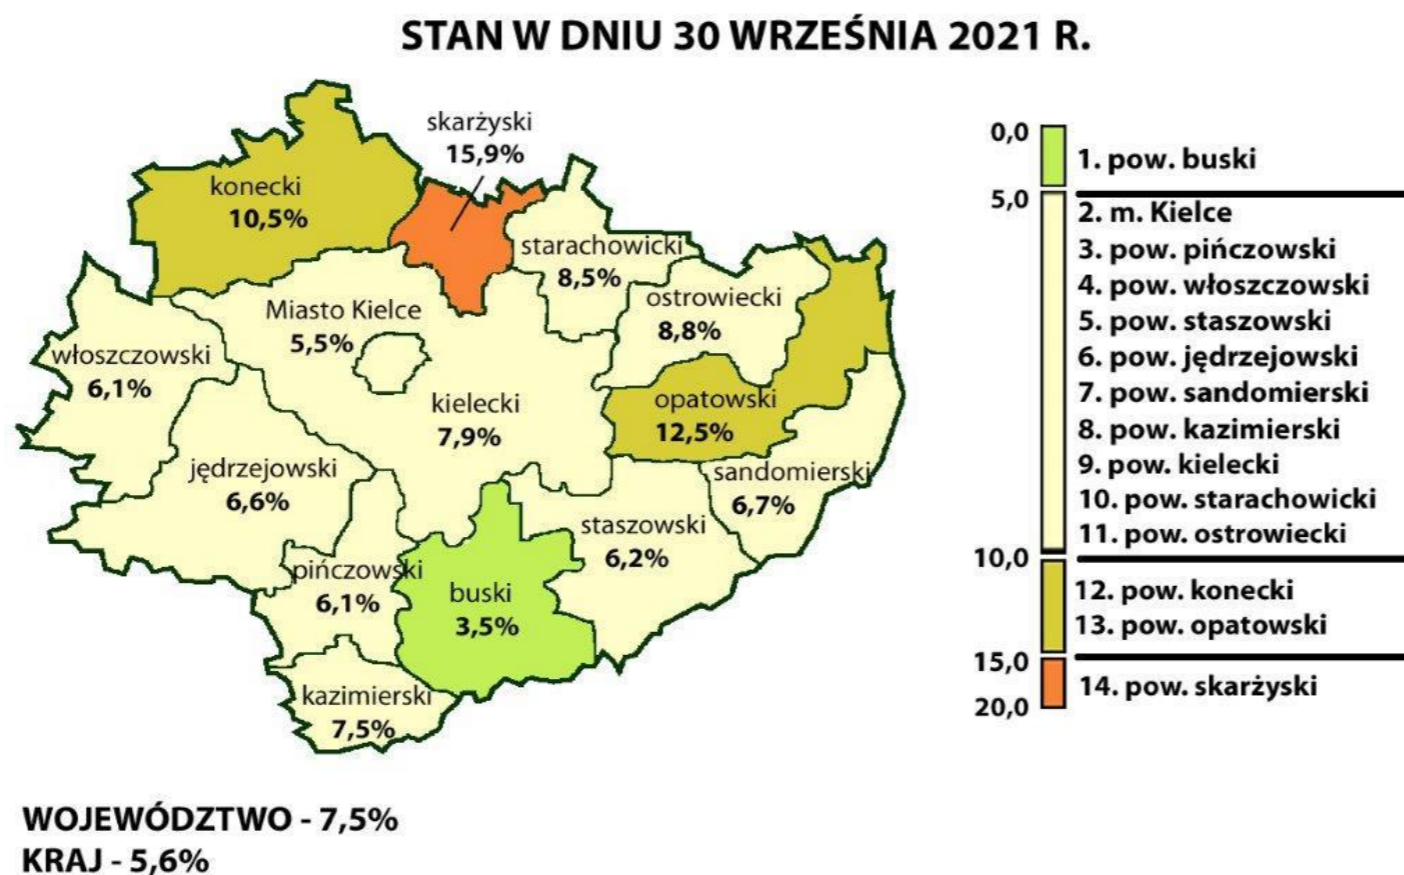 STAN W DNIU 30 WRZEŚNIA 2021 R.
skarżyski
15,9%
konecki
10,5%
starachowicki
8,5%
ostrowiecki
8,8%
Miasto Kielce
5,5%
włoszczowski
6,1%
kielecki
7,9%
opatowski
12,5%
jędrzejowski
6,6%
sandomierski
6,7%
staszowski
6,2%
pińczowski
6,1%
buski
3,5%
kazimierski
7,5%
0,0
1. pow. buski
5,0
2. m. Kielce
3. pow. pińczowski
4. pow. włoszczowski
5. pow. staszowski
6. pow. jędrzejowski
7. pow. sandomierski
8. pow. kazimierski
9. pow. kielecki
10. pow. starachowicki
11. pow. ostrowiecki
10,0
12. pow. konecki
13. pow. opatowski
15,0
14. pow. skarżyski
20,0
WOJEWÓDZTWO - 7,5%
KRAJ - 5,6%